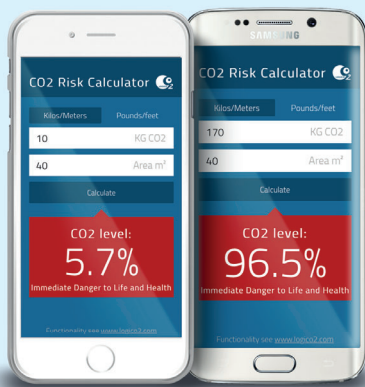 CO2 Risk Calculator
Kilos/Meters Pounds/feet
10 KG CO2
40 Area m³
Calculate
CO2 level:
5.7%
Immediate Danger to Life and Health
Functionality see www.lonco2.com
SAMSUNG
CO2 Risk Calculator
Kilos/Meters Pounds/feet
170 KG CO2
40 Area m³
Calculate
CO2 level:
96.5%
Immediate Danger to Life and Health
Functionality see www.lonco2.com